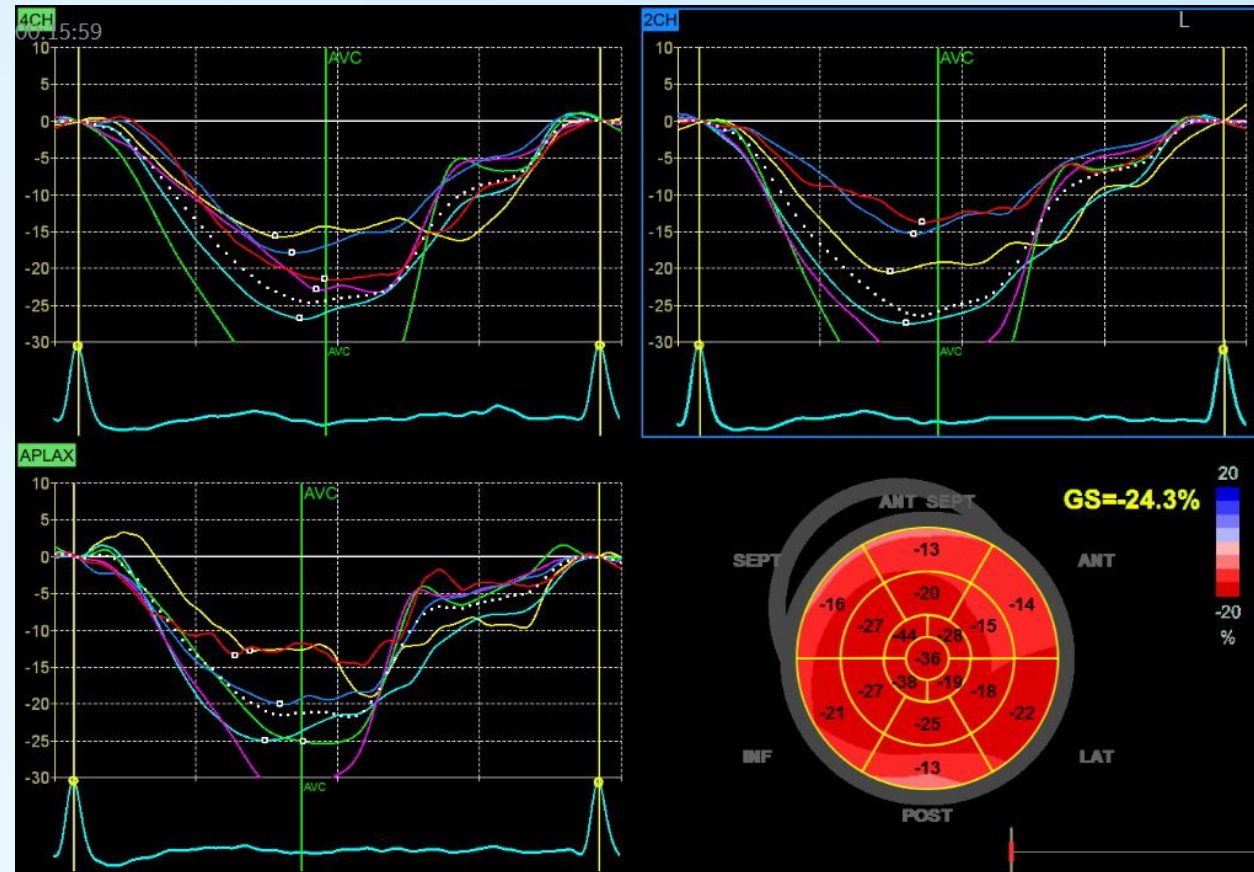 4CH
00:15:59
AVC
10
5
0
-5
-10
-15
-20
-25
-30
AVC
2CH
L
AVC
10
5
0
-5
-10
-15
-20
-25
-30
AVC
APLAX
AVC
10
5
0
-5
-10
-15
-20
-25
-30
AVC
GS=-24.3%
20
-20
%
ANT SEPT
SEPT
ANT
-13
-16 -14
-20
-27 -15
-44 -28
-36
-38 -19
-27 -18
-21 -22
-25
-13
INF LAT
POST